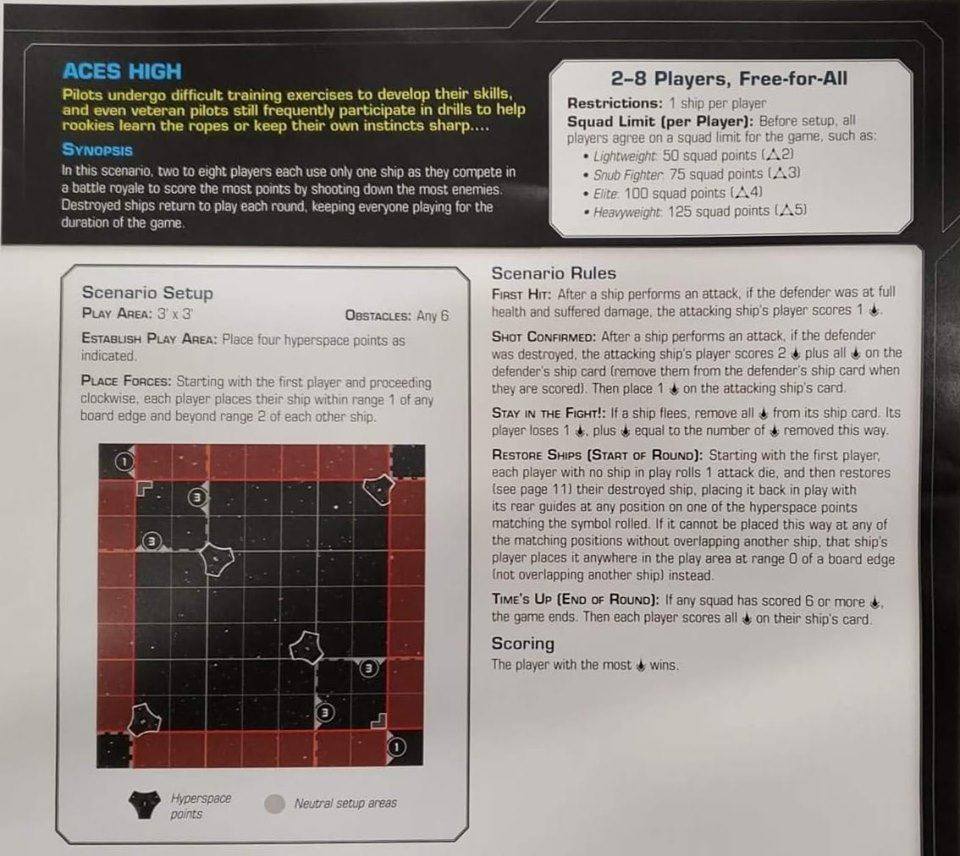 ACES HIGH
Pilots undergo difficult training exercises to develop their skills,
and even veteran pilots still frequently participate in drills to help
rookies learn the ropes or keep their own instincts sharp....
SYNOPSIS
In this scenario, two to eight players each use only one ship as they compete in
a battle royale to score the most points by shooting down the most enemies.
Destroyed ships return to play each round, keeping everyone playing for the
duration of the game.
2–8 Players, Free-for-All
Restrictions: 1 ship per player
Squad Limit (per Player): Before setup, all
players agree on a squad limit for the game, such as:
• Lightweight: 50 squad points (△2)
• Snub Fighter: 75 squad points (△3)
• Elite: 100 squad points (△4)
• Heavyweight: 125 squad points (△5)
Scenario Setup
PLAY AREA: 3' x 3' OBSTACLES: Any 6
ESTABLISH PLAY AREA: Place four hyperspace points as
indicated.
PLACE FORCES: Starting with the first player and proceeding
clockwise, each player places their ship within range 1 of any
board edge and beyond range 2 of each other ship.
1
3
3
3
3
1
Hyperspace
points
Neutral setup areas
Scenario Rules
FIRST HIT: After a ship performs an attack, if the defender was at full
health and suffered damage, the attacking ship's player scores 1 .
SHOT CONFIRMED: After a ship performs an attack, if the defender
was destroyed, the attacking ship's player scores 2 plus all on the
defender's ship card (remove them from the defender's ship card when
they are scored). Then place 1 on the attacking ship's card.
STAY IN THE FIGHT!: If a ship flees, remove all from its ship card. Its
player loses 1 , plus equal to the number of removed this way.
RESTORE SHIPS (START OF ROUND): Starting with the first player,
each player with no ship in play rolls 1 attack die, and then restores
(see page 11) their destroyed ship, placing it back in play with
its rear guides at any position on one of the hyperspace points
matching the symbol rolled. If it cannot be placed this way at any of
the matching positions without overlapping another ship, that ship's
player places it anywhere in the play area at range 0 of a board edge
(not overlapping another ship) instead.
TIME'S UP (END OF ROUND): If any squad has scored 6 or more ,
the game ends. Then each player scores all on their ship's card.
Scoring
The player with the most wins.